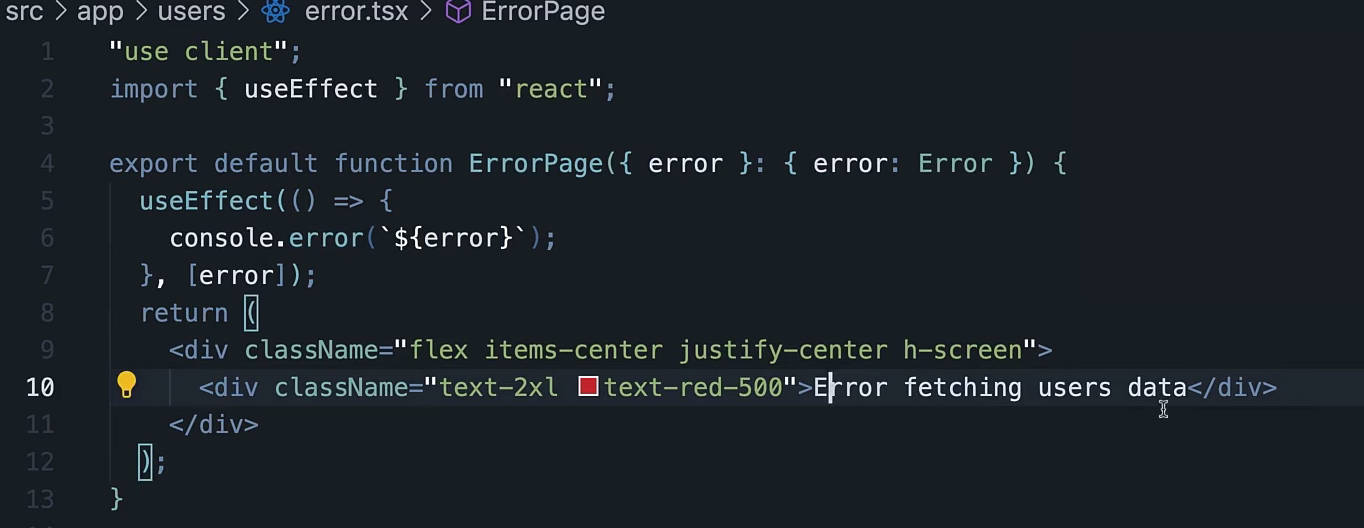 src > app > users > error.tsx > ErrorPage
1 "use client";
2 import { useEffect } from "react";
3
4 export default function ErrorPage({ error }: { error: Error }) {
5 useEffect(() => {
6 console.error(`${error}`);
7 }, [error]);
8 return (
9 <div className="flex items-center justify-center h-screen">
10 <div className="text-2xl text-red-500">Error fetching users data</div>
11 </div>
12 );
13 }